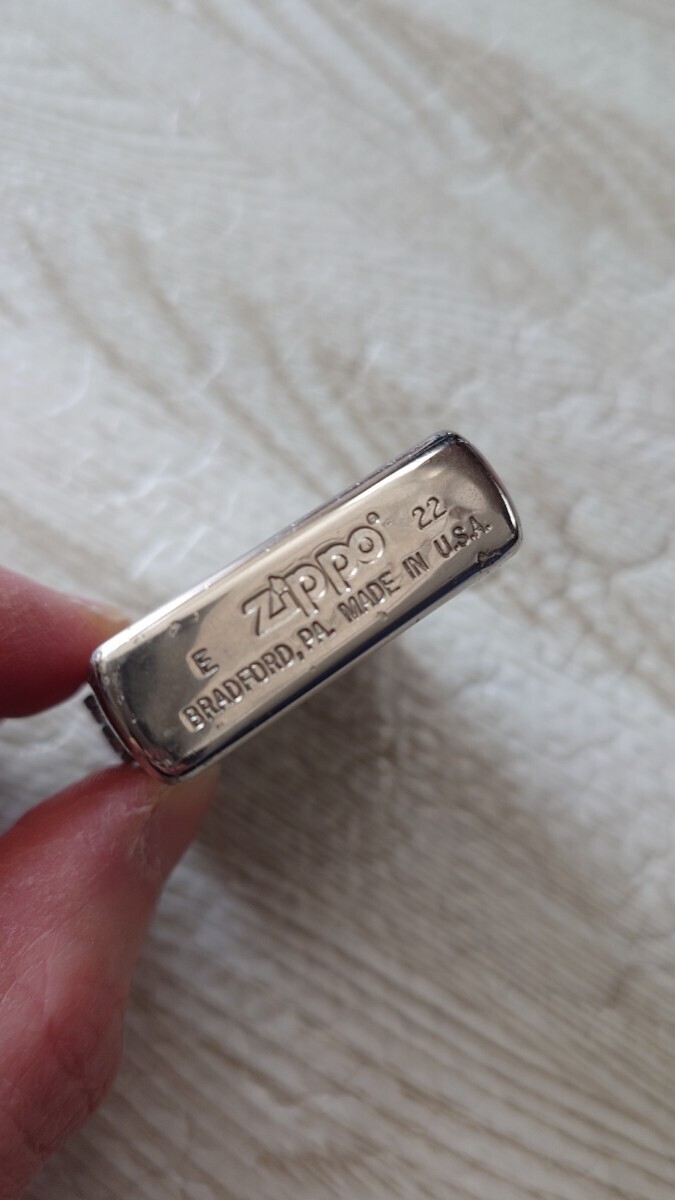 E zippo® 22
BRADFORD, PA. MADE IN U.S.A.